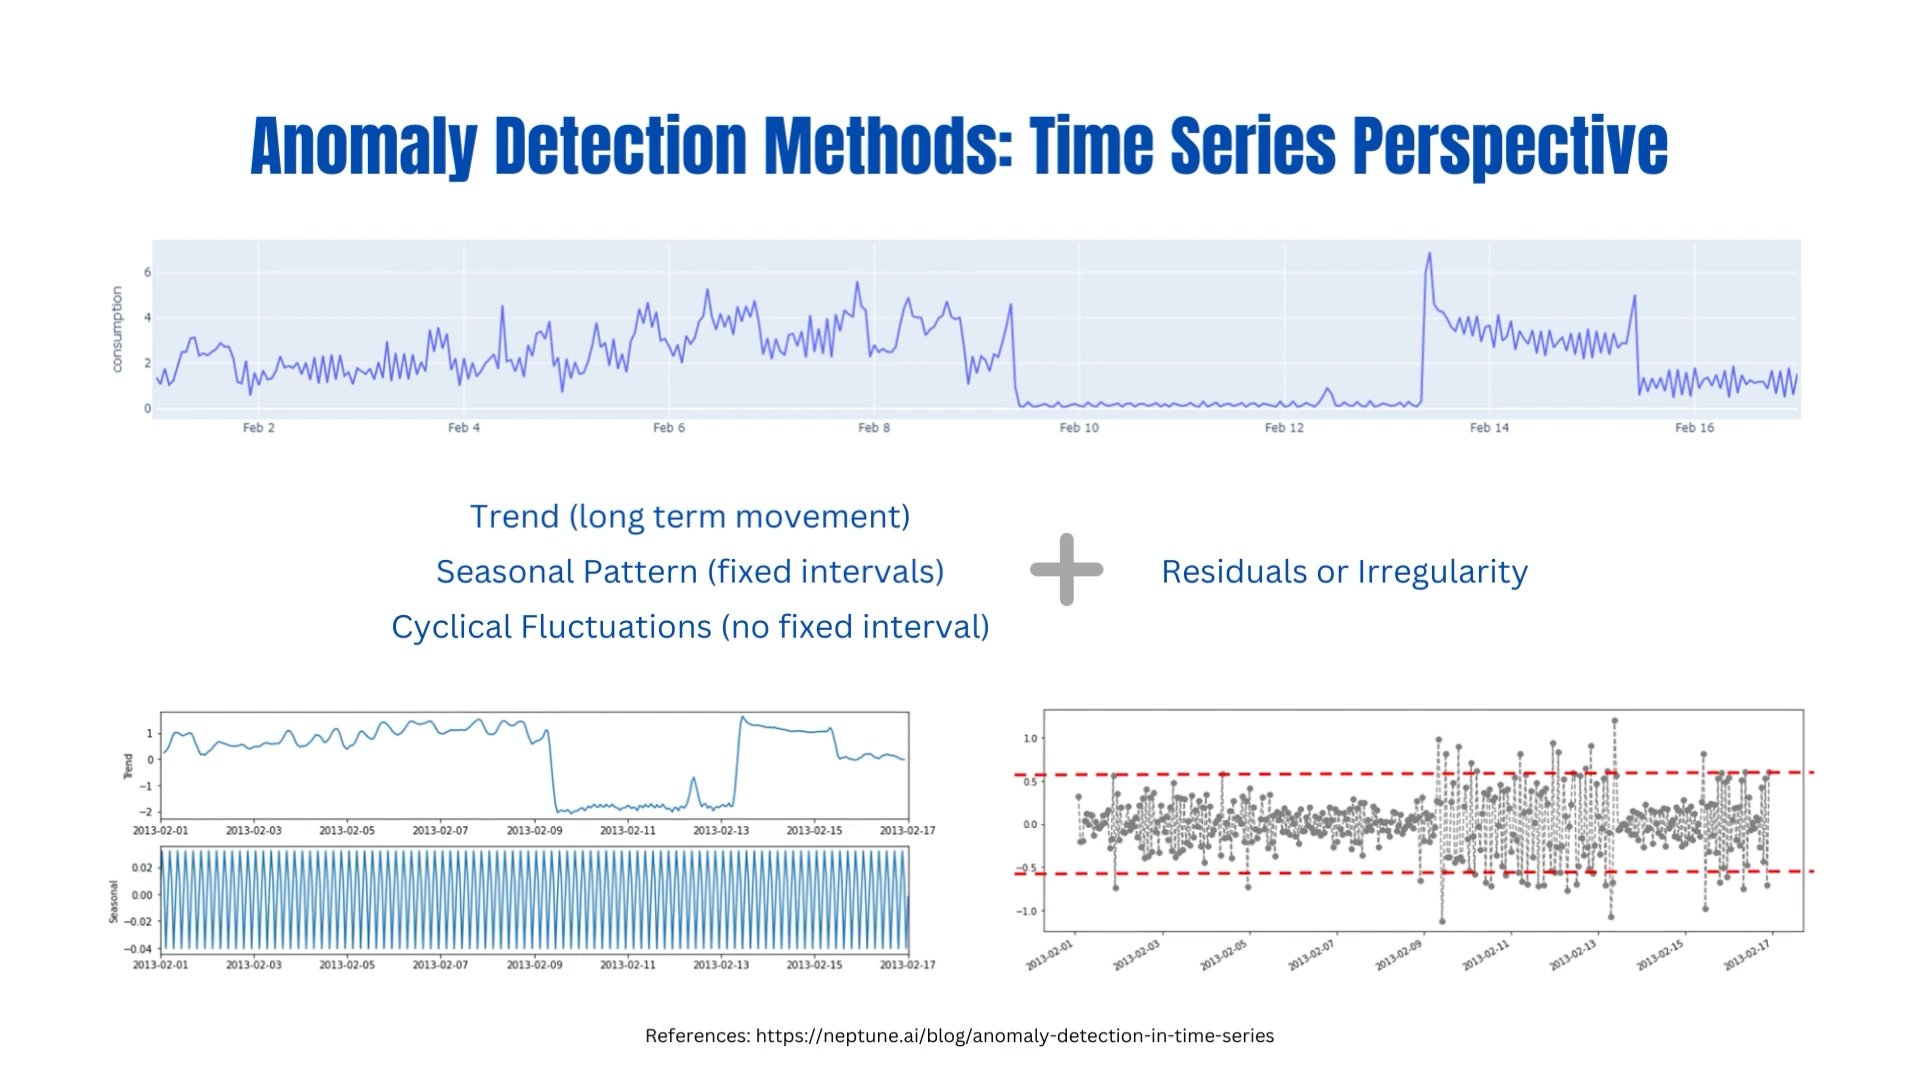 Anomaly Detection Methods: Time Series Perspective
consumption
6
4
2
0
Feb 2 Feb 4 Feb 6 Feb 8 Feb 10 Feb 12 Feb 14 Feb 16
Trend (long term movement)
Seasonal Pattern (fixed intervals)
Cyclical Fluctuations (no fixed interval)
Residuals or Irregularity
Trend
1
0
−1
−2
2013-02-01 2013-02-03 2013-02-05 2013-02-07 2013-02-09 2013-02-11 2013-02-13 2013-02-15 2013-02-17
Seasonal
0.02
0.00
−0.02
−0.04
2013-02-01 2013-02-03 2013-02-05 2013-02-07 2013-02-09 2013-02-11 2013-02-13 2013-02-15 2013-02-17
1.0
0.5
0.0
−0.5
−1.0
2013-02-01 2013-02-03 2013-02-05 2013-02-07 2013-02-09 2013-02-11 2013-02-13 2013-02-15 2013-02-17
References: https://neptune.ai/blog/anomaly-detection-in-time-series